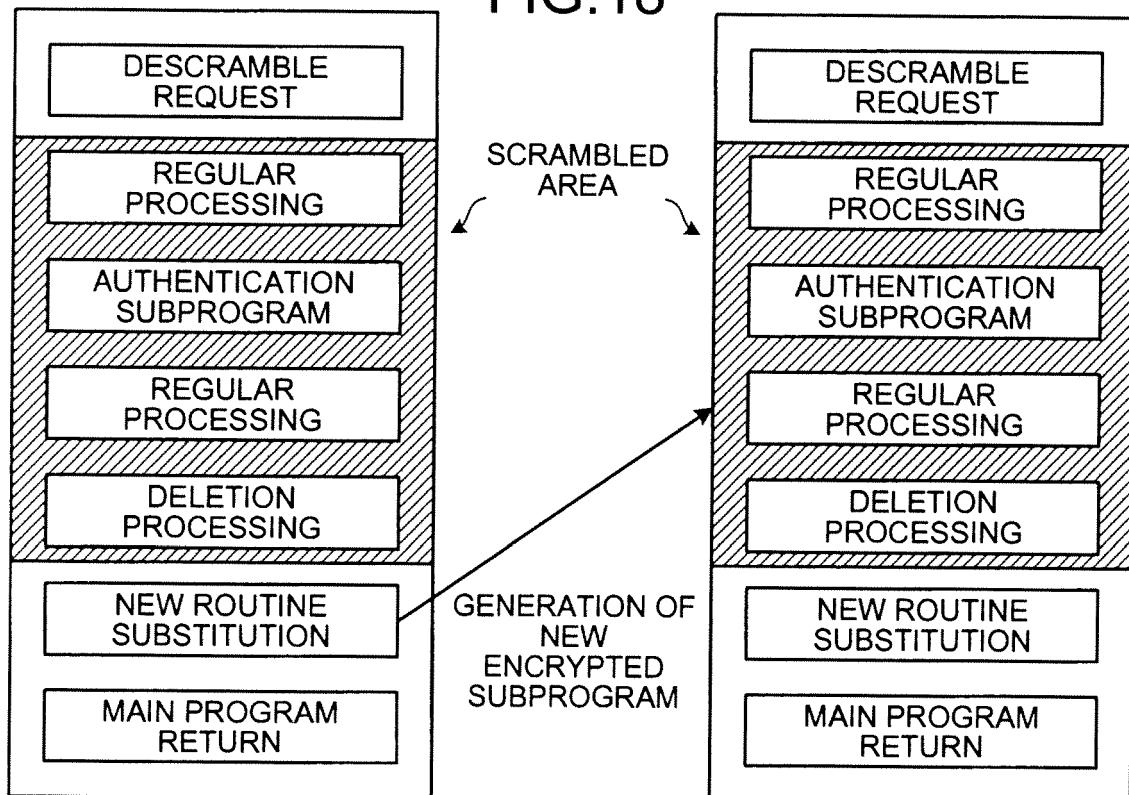 FIG.18
DESCRAMBLE
REQUEST
REGULAR
PROCESSING
AUTHENTICATION
SUBPROGRAM
REGULAR
PROCESSING
DELETION
PROCESSING
NEW ROUTINE
SUBSTITUTION
MAIN PROGRAM
RETURN
SCRAMBLED
AREA
GENERATION OF
NEW
ENCRYPTED
SUBPROGRAM
DESCRAMBLE
REQUEST
REGULAR
PROCESSING
AUTHENTICATION
SUBPROGRAM
REGULAR
PROCESSING
DELETION
PROCESSING
NEW ROUTINE
SUBSTITUTION
MAIN PROGRAM
RETURN